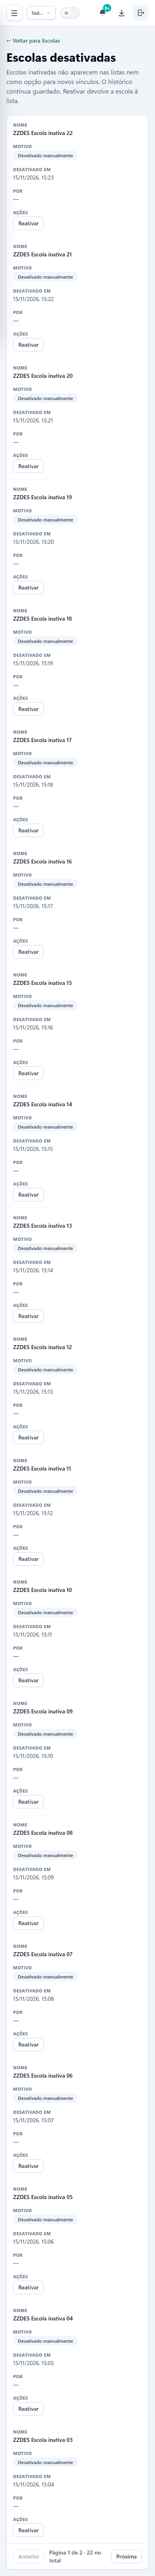 Tod...
9+
← Voltar para Escolas
Escolas desativadas
Escolas inativadas não aparecem nas listas nem
como opção para novos vínculos. O histórico
continua guardado. Reativar devolve a escola à
lista.
NOME
ZZDES Escola inativa 22
MOTIVO
Desativado manualmente
DESATIVADO EM
15/11/2026, 15:23
POR
—
AÇÕES
Reativar
NOME
ZZDES Escola inativa 21
MOTIVO
Desativado manualmente
DESATIVADO EM
15/11/2026, 15:22
POR
—
AÇÕES
Reativar
NOME
ZZDES Escola inativa 20
MOTIVO
Desativado manualmente
DESATIVADO EM
15/11/2026, 15:21
POR
—
AÇÕES
Reativar
NOME
ZZDES Escola inativa 19
MOTIVO
Desativado manualmente
DESATIVADO EM
15/11/2026, 15:20
POR
—
AÇÕES
Reativar
NOME
ZZDES Escola inativa 18
MOTIVO
Desativado manualmente
DESATIVADO EM
15/11/2026, 15:19
POR
—
AÇÕES
Reativar
NOME
ZZDES Escola inativa 17
MOTIVO
Desativado manualmente
DESATIVADO EM
15/11/2026, 15:18
POR
—
AÇÕES
Reativar
NOME
ZZDES Escola inativa 16
MOTIVO
Desativado manualmente
DESATIVADO EM
15/11/2026, 15:17
POR
—
AÇÕES
Reativar
NOME
ZZDES Escola inativa 15
MOTIVO
Desativado manualmente
DESATIVADO EM
15/11/2026, 15:16
POR
—
AÇÕES
Reativar
NOME
ZZDES Escola inativa 14
MOTIVO
Desativado manualmente
DESATIVADO EM
15/11/2026, 15:15
POR
—
AÇÕES
Reativar
NOME
ZZDES Escola inativa 13
MOTIVO
Desativado manualmente
DESATIVADO EM
15/11/2026, 15:14
POR
—
AÇÕES
Reativar
NOME
ZZDES Escola inativa 12
MOTIVO
Desativado manualmente
DESATIVADO EM
15/11/2026, 15:13
POR
—
AÇÕES
Reativar
NOME
ZZDES Escola inativa 11
MOTIVO
Desativado manualmente
DESATIVADO EM
15/11/2026, 15:12
POR
—
AÇÕES
Reativar
NOME
ZZDES Escola inativa 10
MOTIVO
Desativado manualmente
DESATIVADO EM
15/11/2026, 15:11
POR
—
AÇÕES
Reativar
NOME
ZZDES Escola inativa 09
MOTIVO
Desativado manualmente
DESATIVADO EM
15/11/2026, 15:10
POR
—
AÇÕES
Reativar
NOME
ZZDES Escola inativa 08
MOTIVO
Desativado manualmente
DESATIVADO EM
15/11/2026, 15:09
POR
—
AÇÕES
Reativar
NOME
ZZDES Escola inativa 07
MOTIVO
Desativado manualmente
DESATIVADO EM
15/11/2026, 15:08
POR
—
AÇÕES
Reativar
NOME
ZZDES Escola inativa 06
MOTIVO
Desativado manualmente
DESATIVADO EM
15/11/2026, 15:07
POR
—
AÇÕES
Reativar
NOME
ZZDES Escola inativa 05
MOTIVO
Desativado manualmente
DESATIVADO EM
15/11/2026, 15:06
POR
—
AÇÕES
Reativar
NOME
ZZDES Escola inativa 04
MOTIVO
Desativado manualmente
DESATIVADO EM
15/11/2026, 15:05
POR
—
AÇÕES
Reativar
NOME
ZZDES Escola inativa 03
MOTIVO
Desativado manualmente
DESATIVADO EM
15/11/2026, 15:04
POR
—
AÇÕES
Reativar
Anterior
Página 1 de 2 · 22 no
total
Próxima